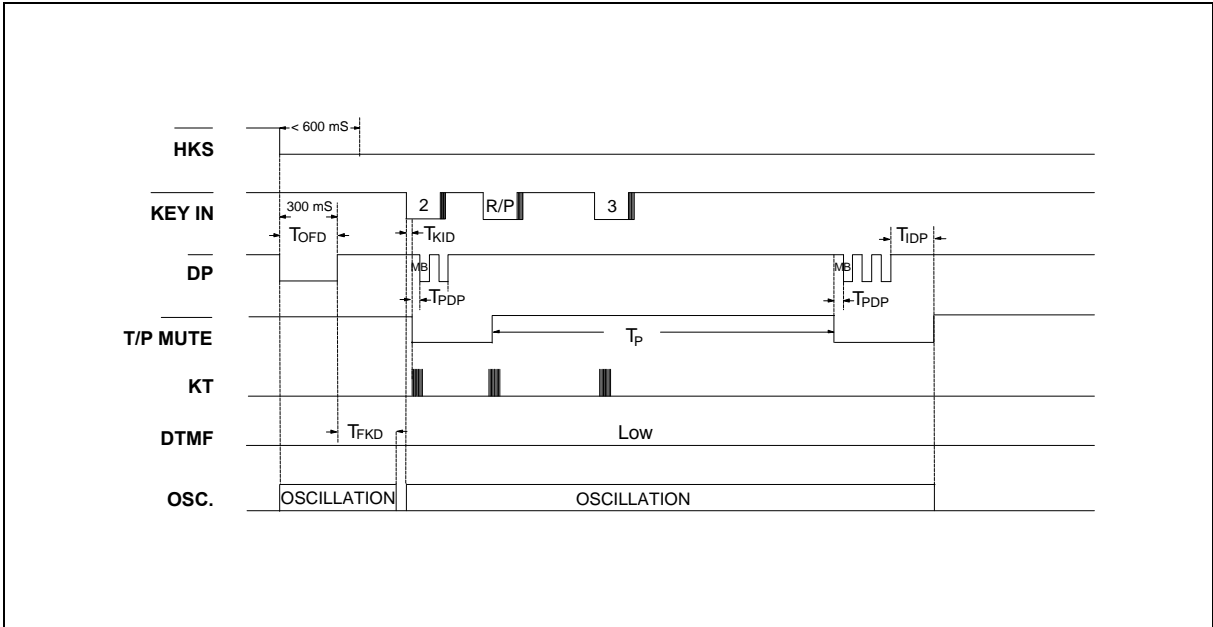 < 600 mS
HKS
KEY IN
2
R/P
3
300 mS
TOFD
TKID
TIDP
DP
MB
MB
TPDP
TPDP
T/P MUTE
TP
KT
DTMF
TFKD
Low
OSC.
OSCILLATION
OSCILLATION